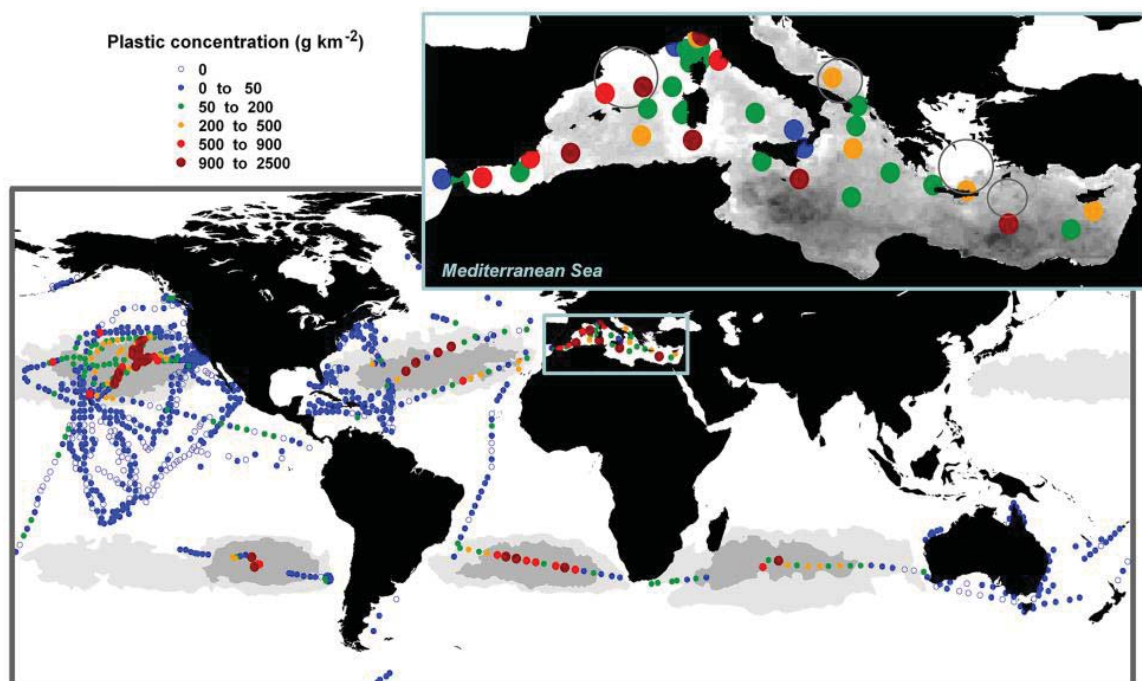 Plastic concentration (g km-2)
0
0 to 50
50 to 200
200 to 500
500 to 900
900 to 2500
Mediterranean Sea